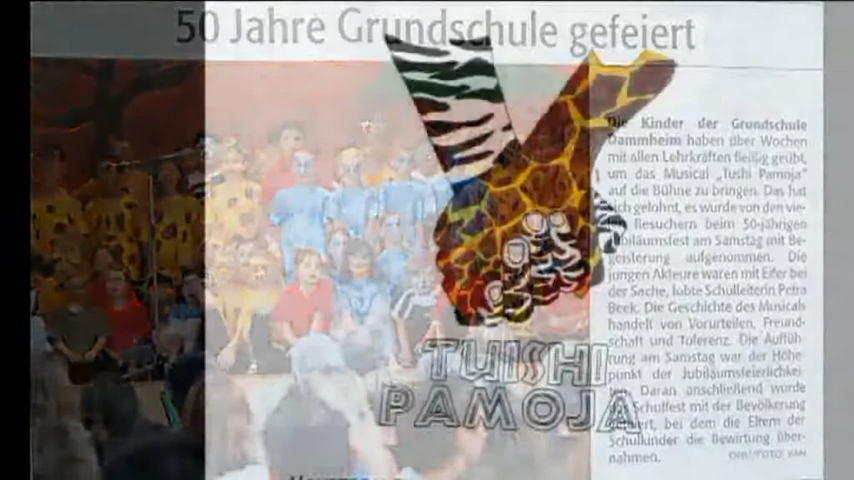 50 Jahre Grundschule gefeiert
Die Kinder der Grundschule
Dammheim haben über Wochen
mit allen Lehrkräften fleißig geübt,
um das Musical „Tushi Pamoja"
auf die Bühne zu bringen. Das hat
sich gelohnt, es wurde von den vie-
len Besuchern beim 50-jährigen
Jubiläumsfest am Samstag mit Be-
geisterung aufgenommen. Die
jungen Akteure waren mit Eifer bei
der Sache, lobte Schulleiterin Petra
Beek. Die Geschichte des Musicals
handelt von Vorurteilen, Freund-
schaft und Toleranz. Die Auffüh-
rung am Samstag war der Höhe-
punkt der Jubiläumsfeierlichkei-
ten. Daran anschließend wurde
das Schulfest mit der Bevölkerung
gefeiert, bei dem die Eltern der
Schulkinder die Bewirtung über-
nahmen.
TUISHI
PAMOJA